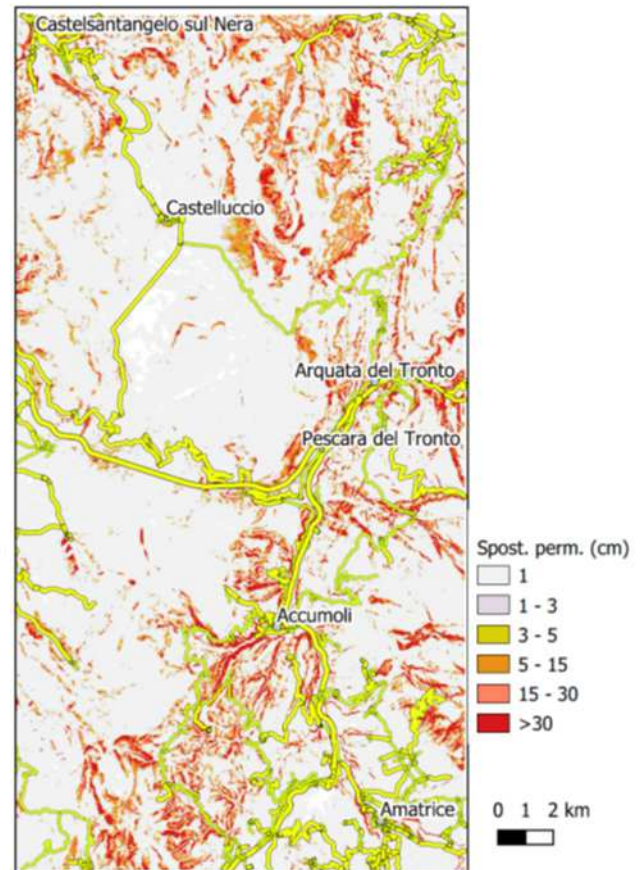 Castelsantangelo sul Nera
Castelluccio
Arquata del Tronto
Pescara del Tronto
Accumoli
Amatrice
Spost. perm. (cm)
1
1 - 3
3 - 5
5 - 15
15 - 30
>30
0 1 2 km